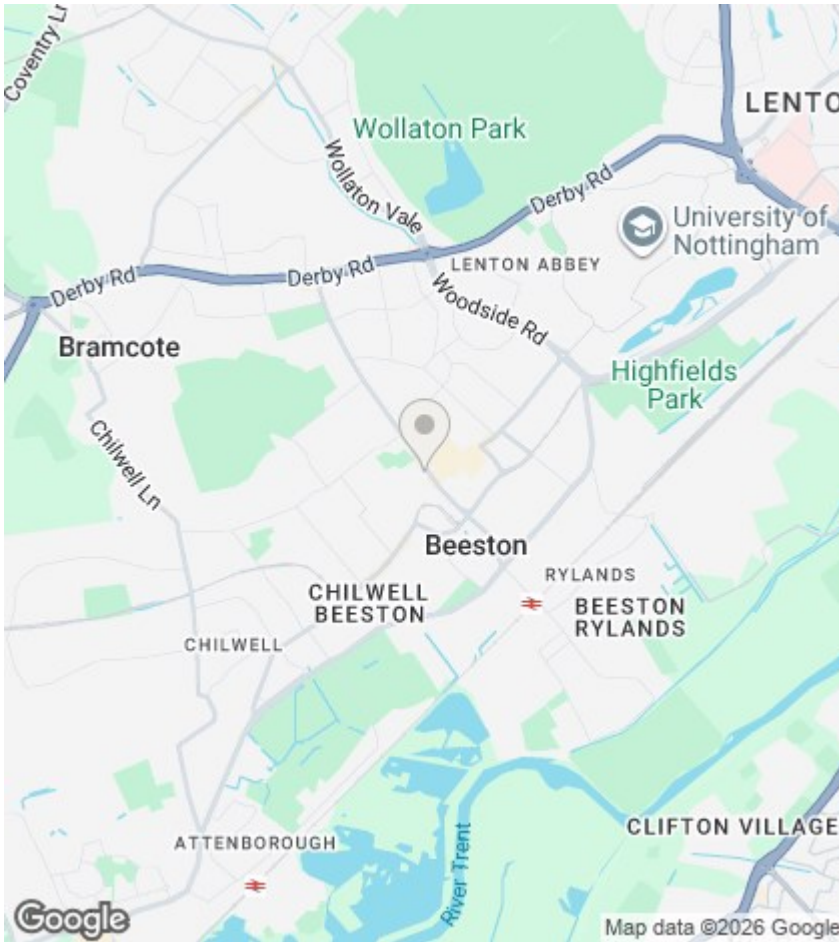 Coventry Ln
LENTO
Wollaton Park
Wollaton Vale
Derby Rd
University of
Nottingham
LENTON ABBEY
Derby Rd
Derby Rd
Woodside Rd
Bramcote
Highfields
Park
Chilwell Ln
Beeston
RYLANDS
CHILWELL
BEESTON
BEESTON
RYLANDS
CHILWELL
ATTENBOROUGH
CLIFTON VILLAGE
River Trent
Google
Map data ©2026 Google